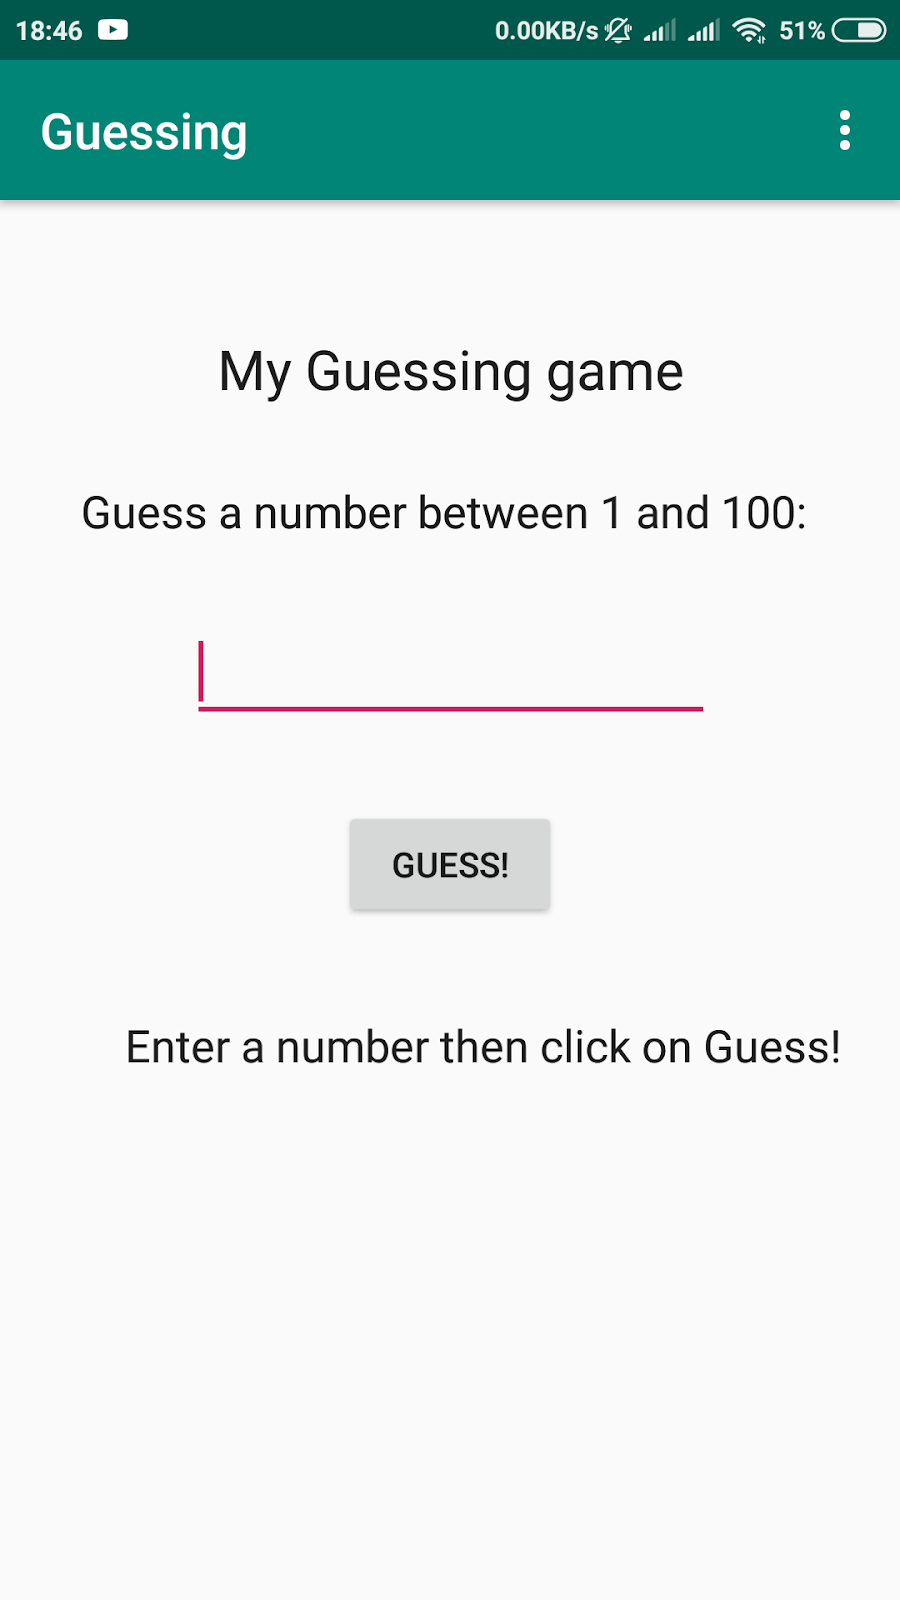 18:46 0.00KB/s 51%
Guessing
My Guessing game
Guess a number between 1 and 100:
GUESS!
Enter a number then click on Guess!